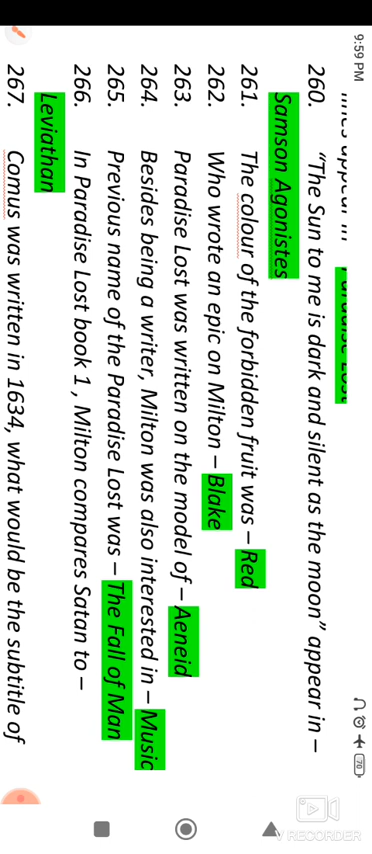 9:59 PM
70
lines appear in Paradise Lost
260. "The Sun to me is dark and silent as the moon" appear in –
Samson Agonistes
261. The colour of the forbidden fruit was – Red
262. Who wrote an epic on Milton – Blake
263. Paradise Lost was written on the model of – Aeneid
264. Besides being a writer, Milton was also interested in – Music
265. Previous name of the Paradise Lost was – The Fall of Man
266. In Paradise Lost book 1 , Milton compares Satan to –
Leviathan
267. Comus was written in 1634, what would be the subtitle of
V RECORDER